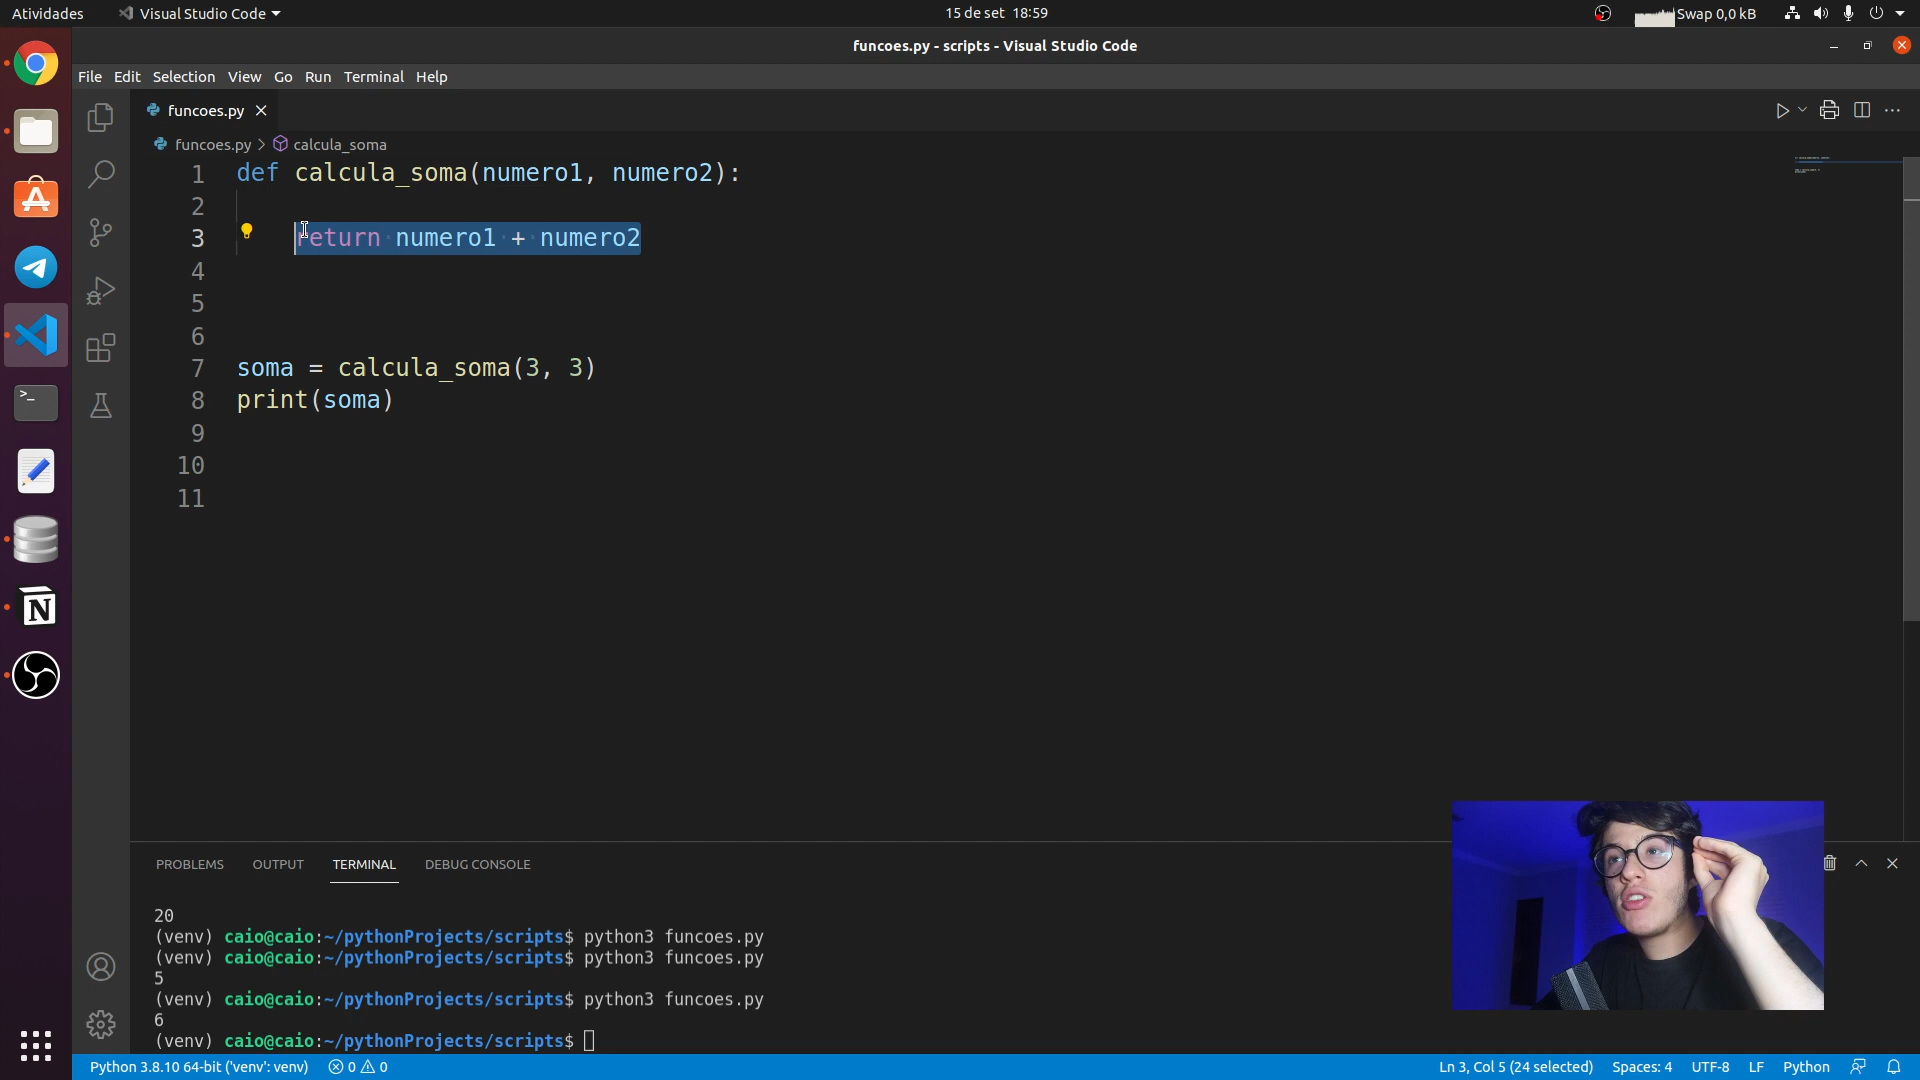 Atividades
Visual Studio Code
15 de set 18:59
Swap 0,0 kB
funcoes.py - scripts - Visual Studio Code
File Edit Selection View Go Run Terminal Help
funcoes.py
funcoes.py > calcula_soma
1 def calcula_soma(numero1, numero2):
2
3 return numero1 + numero2
4
5
6
7 soma = calcula_soma(3, 3)
8 print(soma)
9
10
11
PROBLEMS OUTPUT TERMINAL DEBUG CONSOLE
20
(venv) caio@caio:~/pythonProjects/scripts$ python3 funcoes.py
(venv) caio@caio:~/pythonProjects/scripts$ python3 funcoes.py
5
(venv) caio@caio:~/pythonProjects/scripts$ python3 funcoes.py
6
(venv) caio@caio:~/pythonProjects/scripts$
Python 3.8.10 64-bit ('venv': venv) 0 0 Ln 3, Col 5 (24 selected) Spaces: 4 UTF-8 LF Python